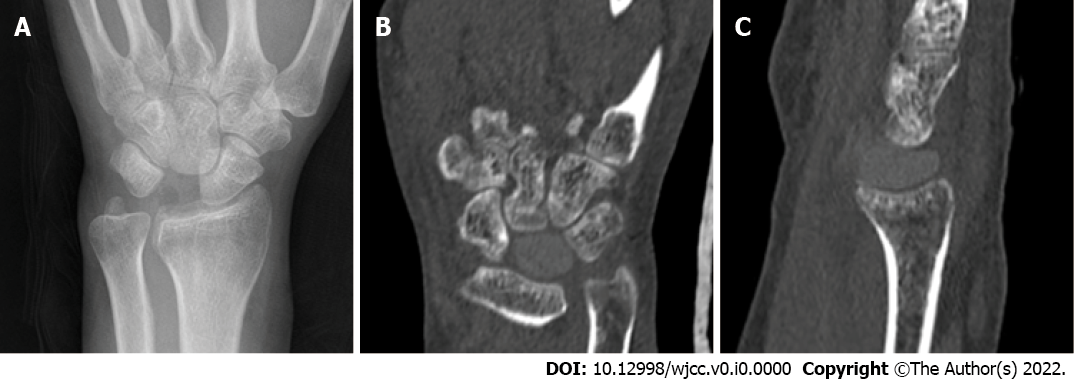 A
B
C
DOI: 10.12998/wjcc.v0.i0.0000 Copyright ©The Author(s) 2022.